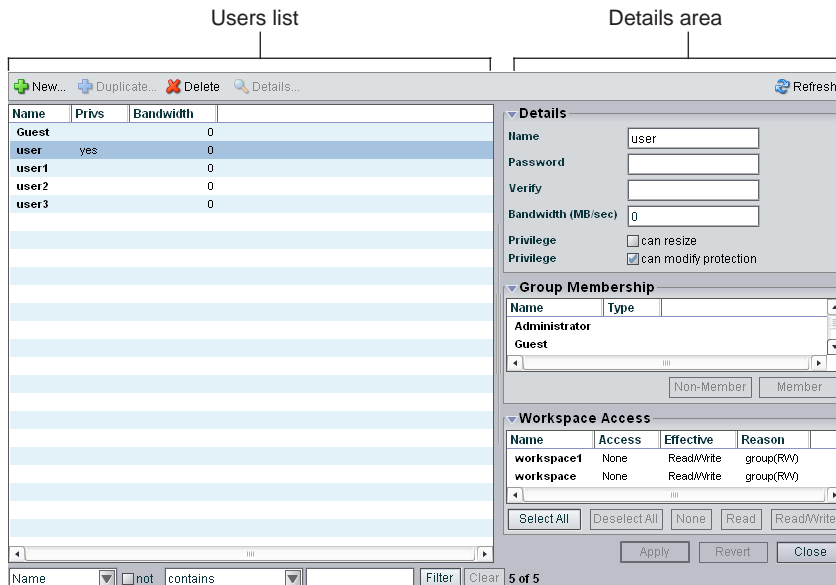 Users list
Details area
New...
Duplicate...
Delete
Details...
Refresh
Name Privs Bandwidth
Guest 0
user yes 0
user1 0
user2 0
user3 0
Details
Name user
Password
Verify
Bandwidth (MB/sec) 0
Privilege can resize
Privilege can modify protection
Group Membership
Name Type
Administrator
Guest
Non-Member Member
Workspace Access
Name Access Effective Reason
workspace1 None Read/Write group(RW)
workspace None Read/Write group(RW)
Select All Deselect All None Read Read/Write
Apply Revert Close
Name not contains Filter Clear 5 of 5